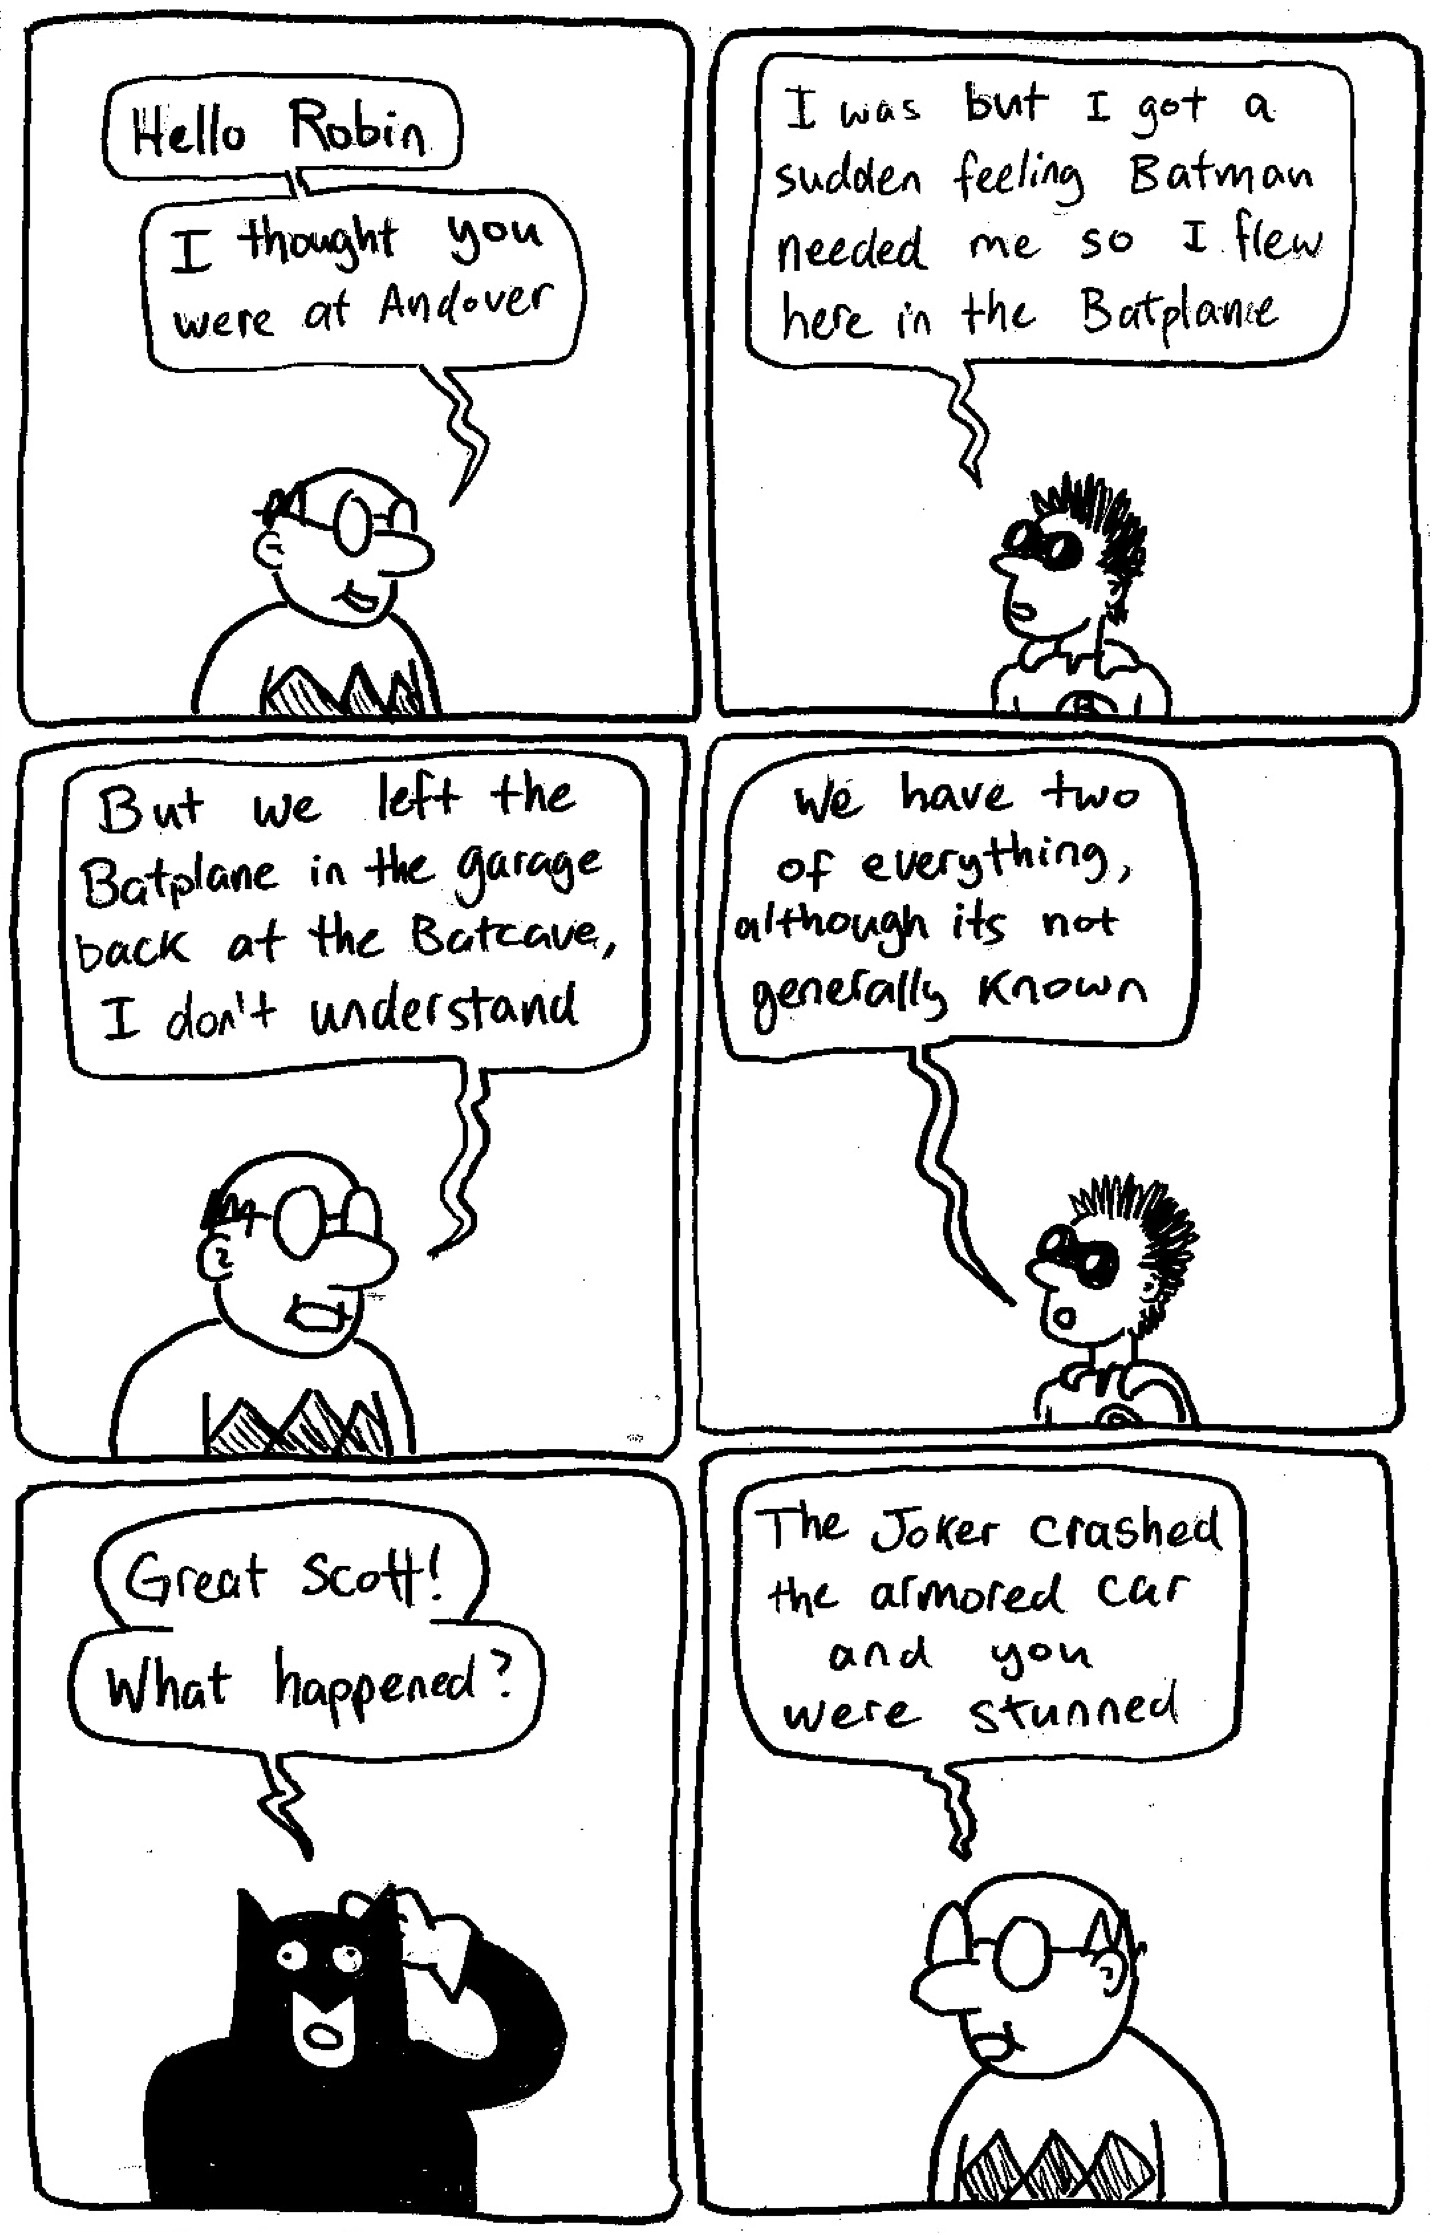 Hello Robin
I thought you
were at Andover
I was but I got a
sudden feeling Batman
needed me so I flew
here in the Batplane
But we left the
Batplane in the garage
back at the Batcave,
I don't understand
We have two
of everything,
although its not
generally known
Great Scott!
What happened?
The Joker crashed
the armored car
and you
were stunned